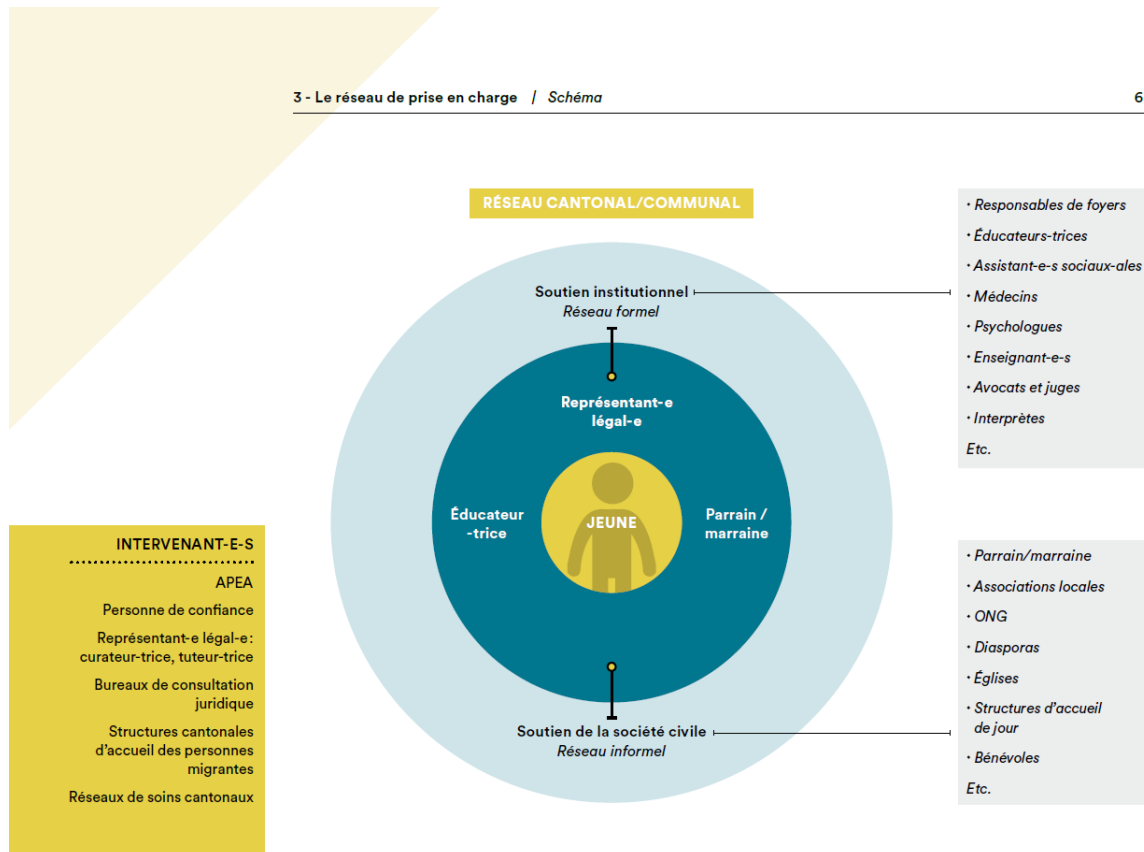 3 - Le réseau de prise en charge / Schéma 6
RÉSEAU CANTONAL/COMMUNAL
Soutien institutionnel
Réseau formel
Représentant-e
légal-e
Éducateur
-trice
JEUNE
Parrain /
marraine
Soutien de la société civile
Réseau informel
· Responsables de foyers
· Éducateurs-trices
· Assistant-e-s sociaux-ales
· Médecins
· Psychologues
· Enseignant-e-s
· Avocats et juges
· Interprètes
Etc.
· Parrain/marraine
· Associations locales
· ONG
· Diasporas
· Églises
· Structures d'accueil
de jour
· Bénévoles
Etc.
INTERVENANT-E-S
APEA
Personne de confiance
Représentant-e légal-e:
curateur-trice, tuteur-trice
Bureaux de consultation
juridique
Structures cantonales
d'accueil des personnes
migrantes
Réseaux de soins cantonaux